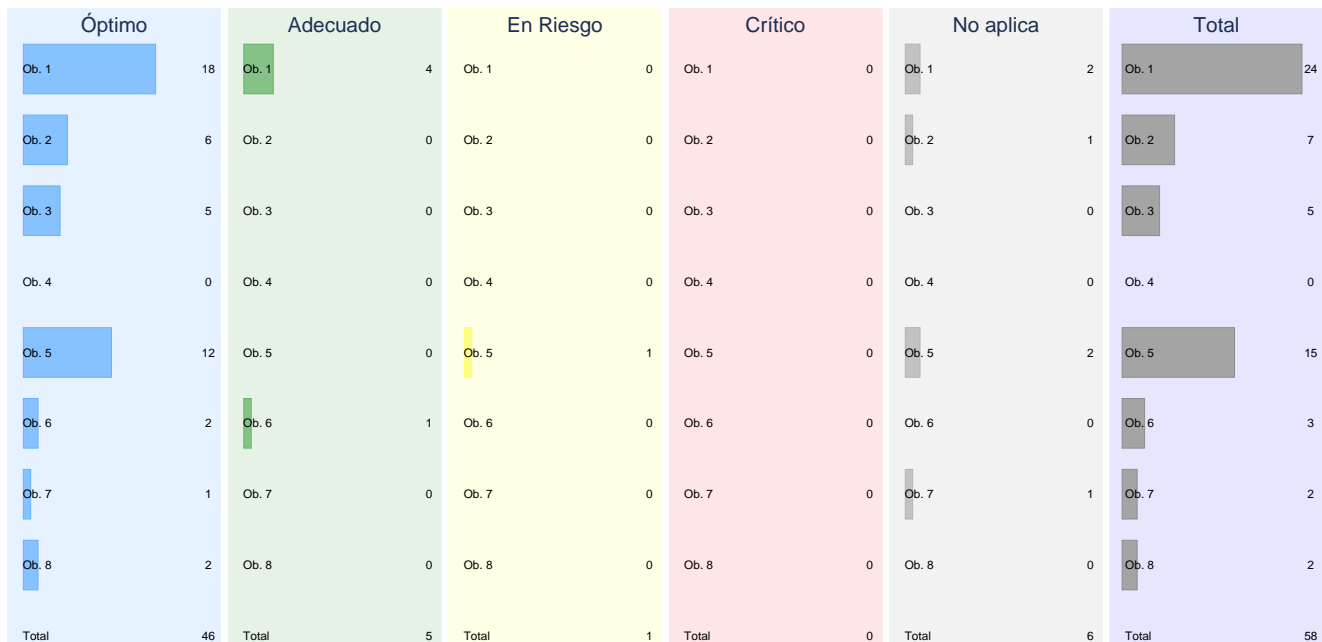 Óptimo Adecuado En Riesgo Crítico No aplica Total
Ob. 1 18 Ob. 1 4 Ob. 1 0 Ob. 1 0 Ob. 1 2 Ob. 1 24
Ob. 2 6 Ob. 2 0 Ob. 2 0 Ob. 2 0 Ob. 2 1 Ob. 2 7
Ob. 3 5 Ob. 3 0 Ob. 3 0 Ob. 3 0 Ob. 3 0 Ob. 3 5
Ob. 4 0 Ob. 4 0 Ob. 4 0 Ob. 4 0 Ob. 4 0 Ob. 4 0
Ob. 5 12 Ob. 5 0 Ob. 5 1 Ob. 5 0 Ob. 5 2 Ob. 5 15
Ob. 6 2 Ob. 6 1 Ob. 6 0 Ob. 6 0 Ob. 6 0 Ob. 6 3
Ob. 7 1 Ob. 7 0 Ob. 7 0 Ob. 7 0 Ob. 7 1 Ob. 7 2
Ob. 8 2 Ob. 8 0 Ob. 8 0 Ob. 8 0 Ob. 8 0 Ob. 8 2
Total 46 Total 5 Total 1 Total 0 Total 6 Total 58